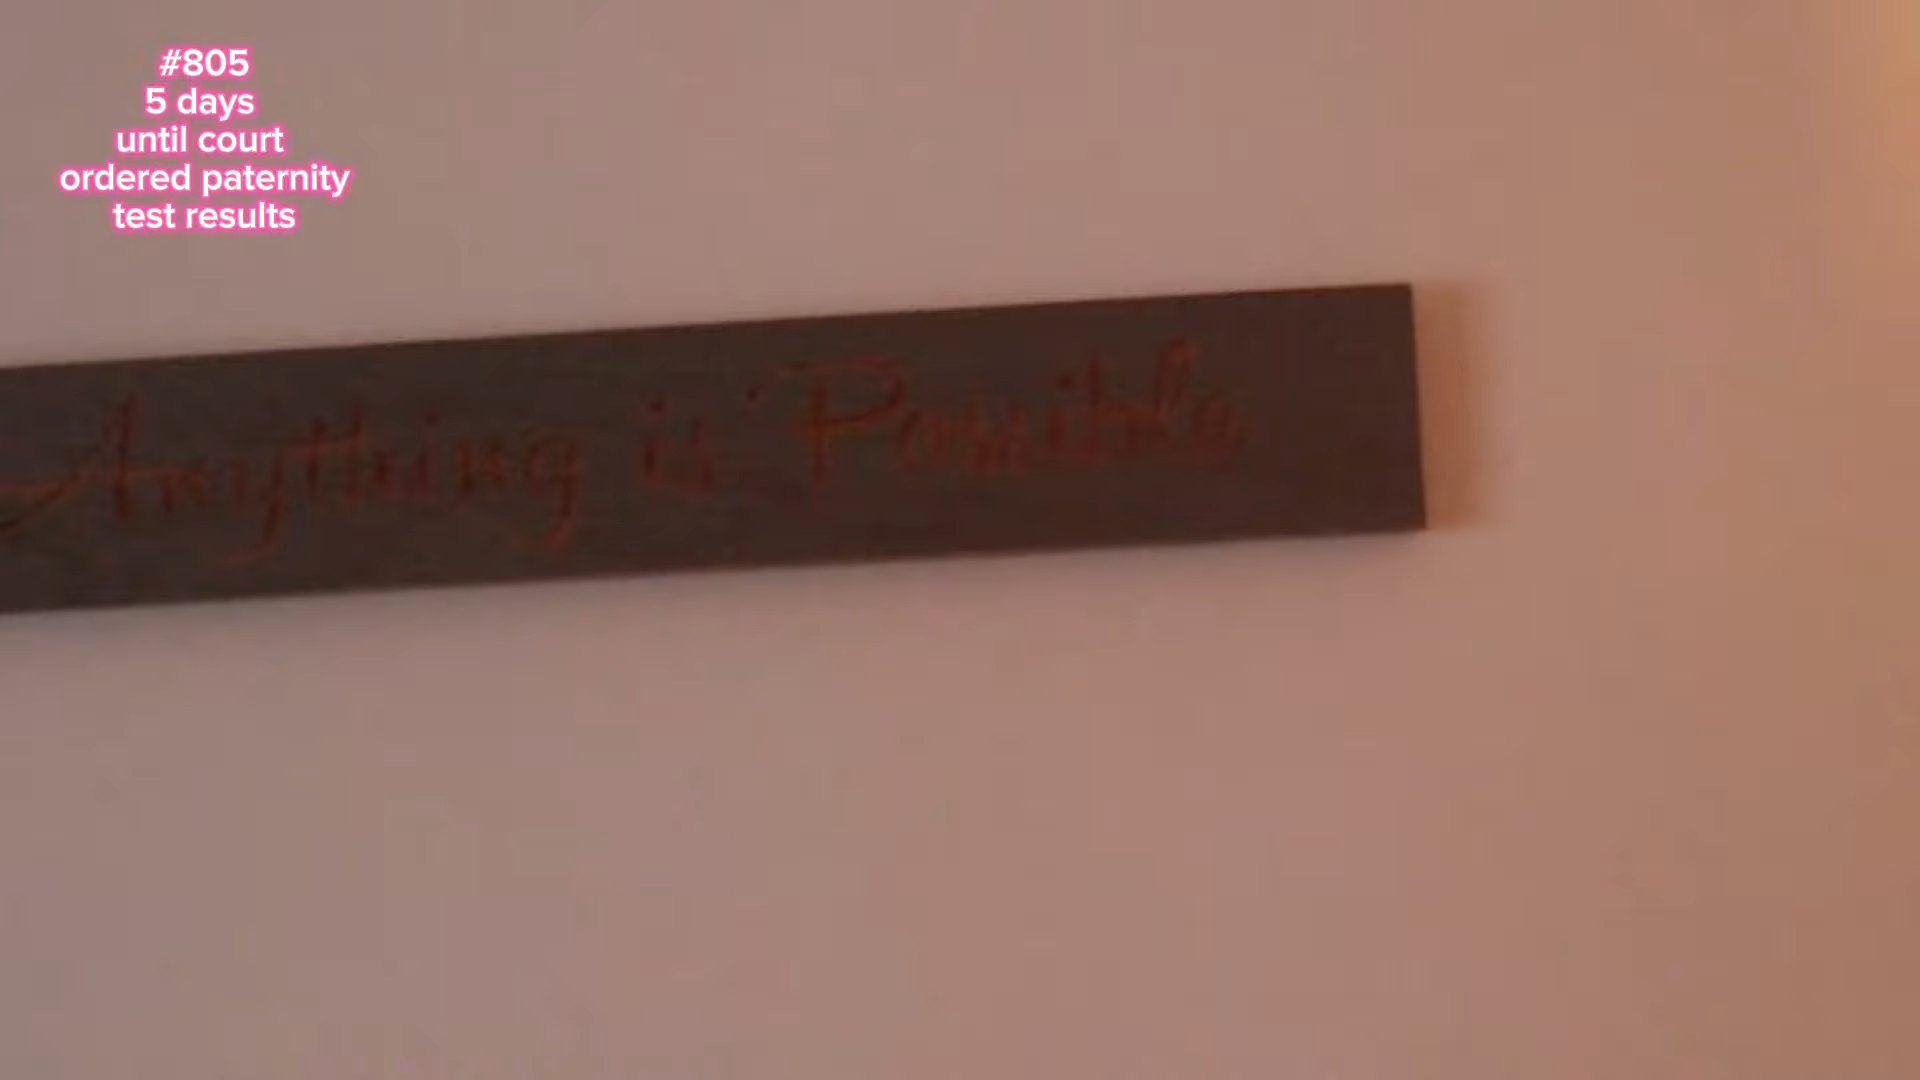 #805
5 days
until court
ordered paternity
test results
Anything is Possible